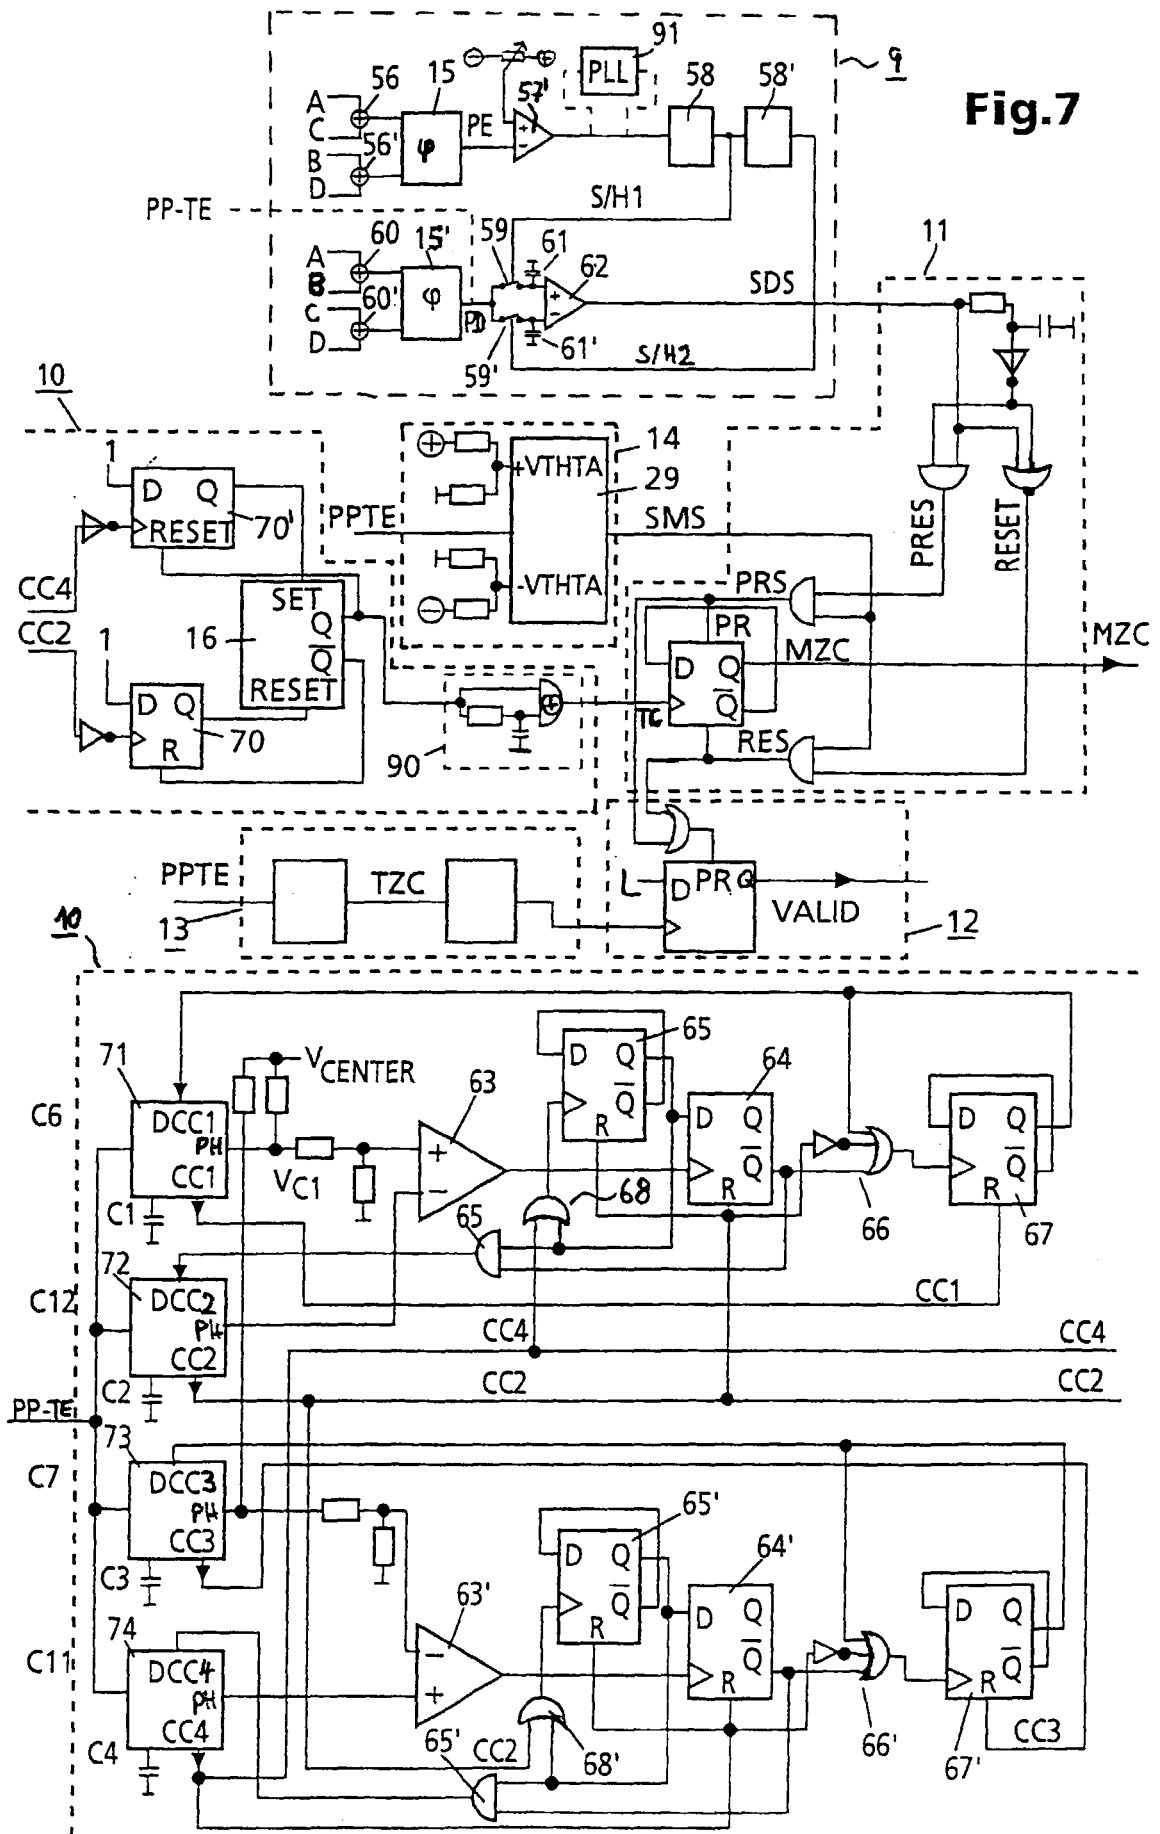 Fig.7
9
91
PLL
58
58'
56
15
57'
A
C
φ
PE
+
−
56'
B
D
S/H1
PP-TE
60
15'
59
61
62
A
B
φ
PD
+
−
60'
C
D
59'
61'
S/H2
SDS
11
10
14
29
+VTHTA
-VTHTA
PPTE
SMS
PRES
RESET
1
D Q
RESET
70'
CC4
CC2
1
SET
Q
Q
RESET
16
D Q
R
70
PRS
PR
D Q
Q
MZC
MZC
TC
RES
90
PPTE
TZC
13
L
D PR Q
VALID
12
10
71
DCC1
PH
CC1
C6
C1
VCENTER
VC1
63
+
−
65
D Q
Q
R
64
D Q
Q
R
68
65
66
D Q
Q
R
67
CC1
72
DCC2
PH
CC2
C12
C2
CC4
CC4
CC2
CC2
PP-TE
73
DCC3
PH
CC3
C7
C3
65'
D Q
Q
R
64'
D Q
Q
R
63'
−
+
74
DCC4
PH
CC4
C11
C4
CC2
68'
65'
66'
D Q
Q
R
67'
CC3